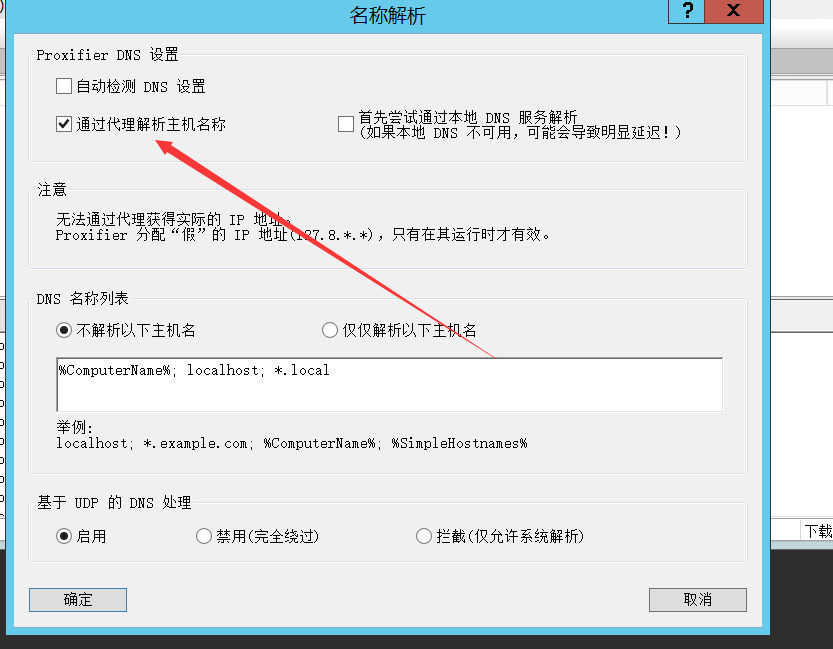 名称解析
?
x
Proxifier DNS 设置
自动检测 DNS 设置
通过代理解析主机名称
首先尝试通过本地 DNS 服务解析
(如果本地 DNS 不可用，可能会导致明显延迟！)
注意
无法通过代理获得实际的 IP 地址。
Proxifier 分配“假”的 IP 地址(127.8.*.*)，只有在其运行时才有效。
DNS 名称列表
不解析以下主机名
仅仅解析以下主机名
%ComputerName%; localhost; *.local
举例:
localhost; *.example.com; %ComputerName%; %SimpleHostnames%
基于 UDP 的 DNS 处理
启用
禁用(完全绕过)
拦截(仅允许系统解析)
下载
确定
取消